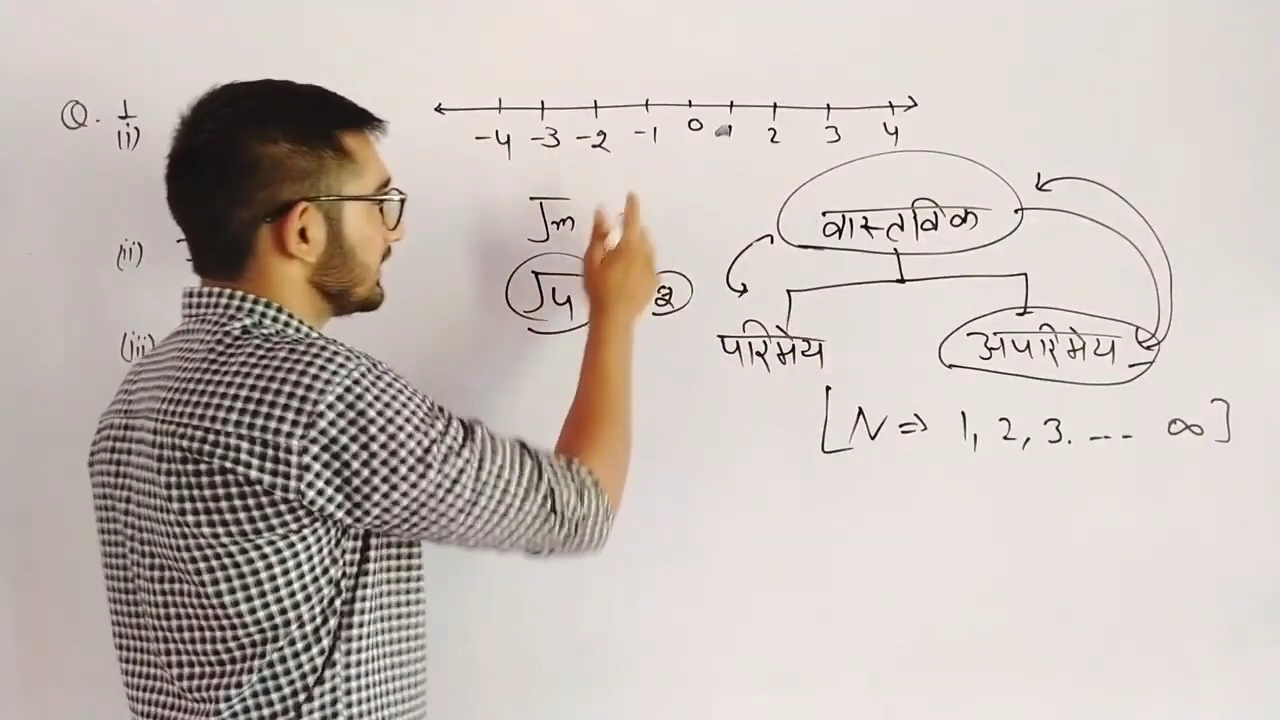 Q. 1
(i)
-4 -3 -2 -1 0 1 2 3 4
(ii)
√m
वास्तविक
√4
2
(iii)
परिमेय अपरिमेय
[N => 1, 2, 3. --- ∞]